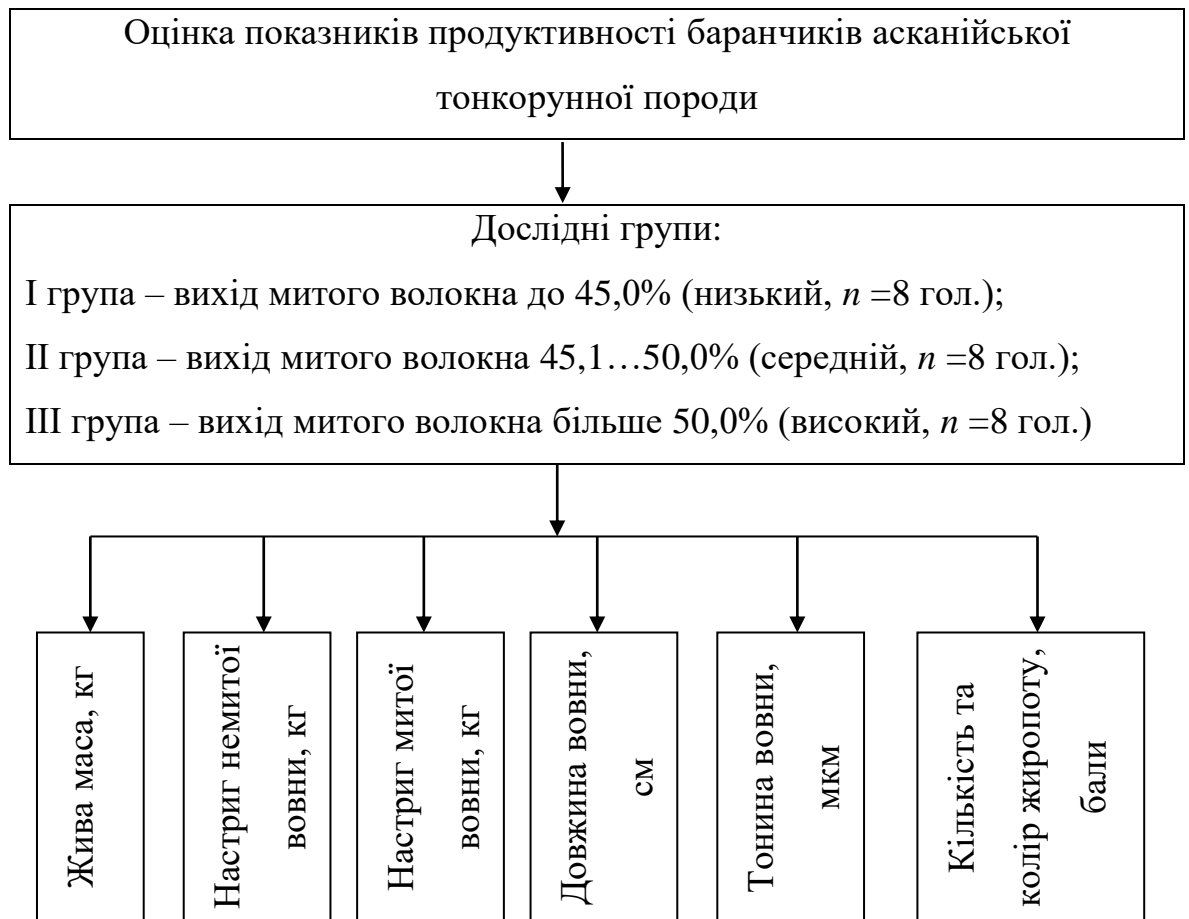 Оцінка показників продуктивності баранчиків асканійської
тонкорунної породи
Дослідні групи:
І група – вихід митого волокна до 45,0% (низький, n =8 гол.);
ІІ група – вихід митого волокна 45,1…50,0% (середній, n =8 гол.);
ІІІ група – вихід митого волокна більше 50,0% (високий, n =8 гол.)
Жива маса, кг
Настриг немитої
вовни, кг
Настриг митої
вовни, кг
Довжина вовни,
см
Тонина вовни,
мкм
Кількість та
колір жиропоту,
бали